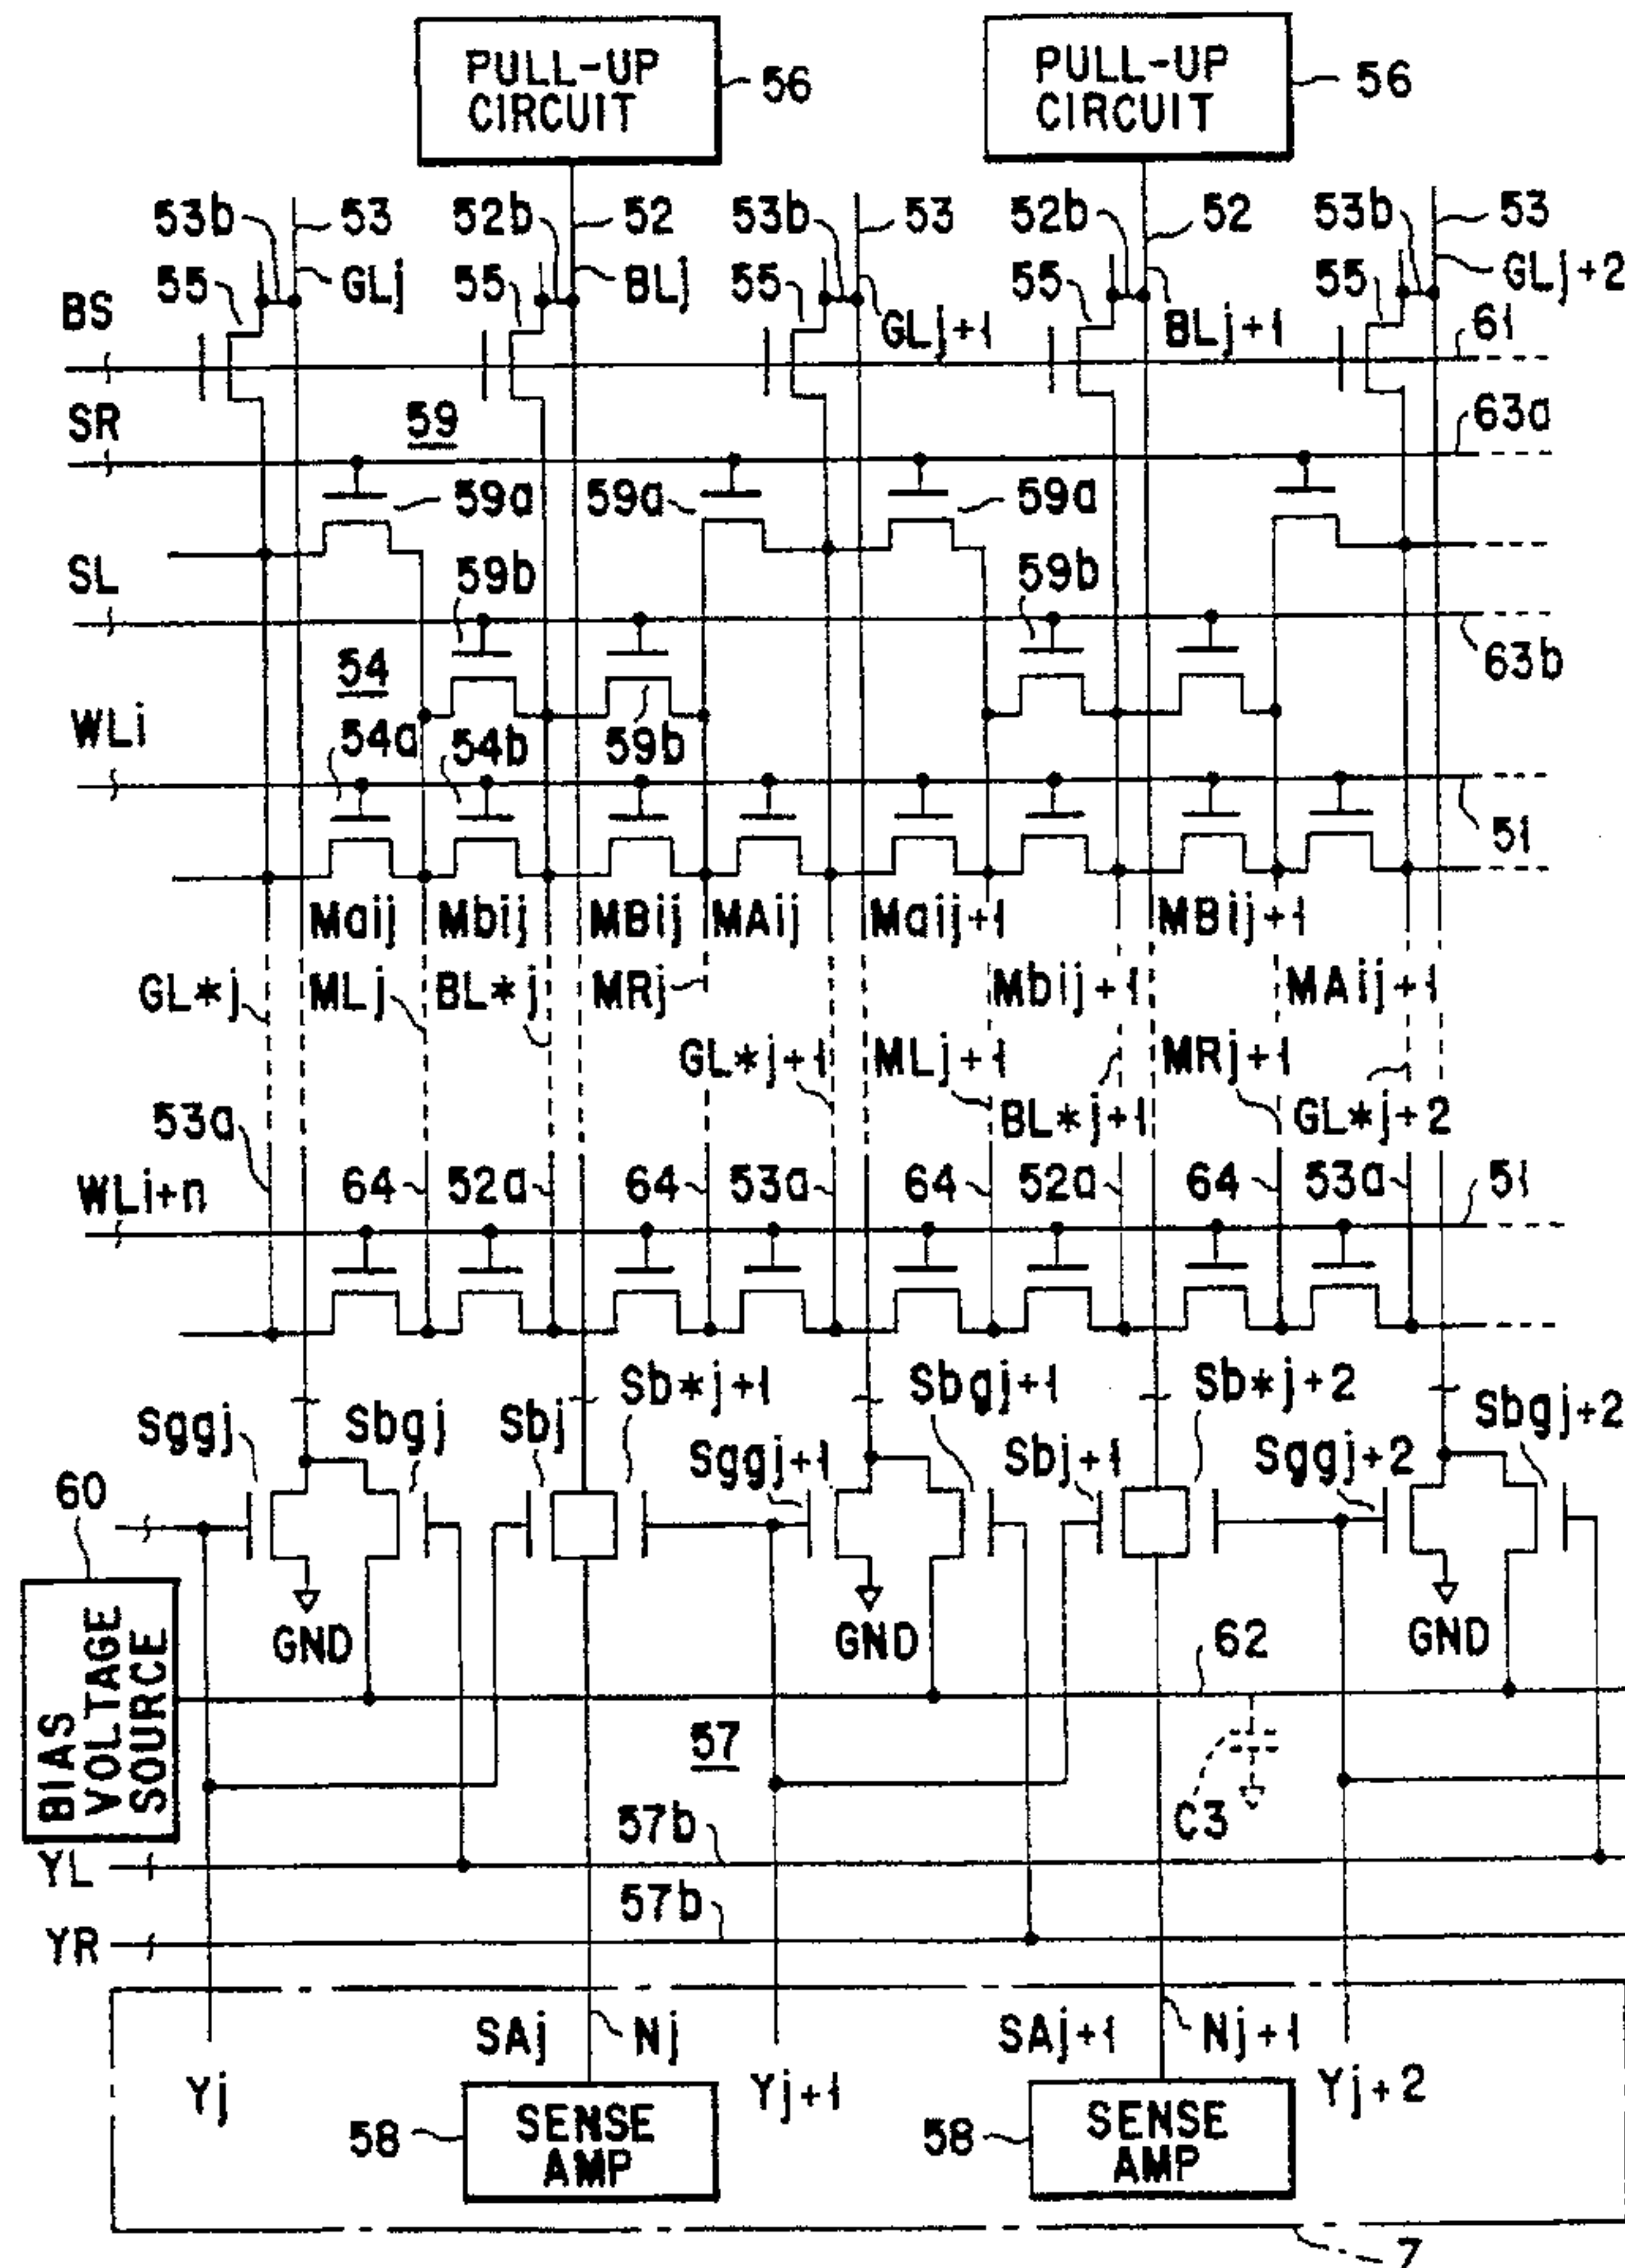 PULL-UP
CIRCUIT
56
PULL-UP
CIRCUIT
56
53b 53 52b 52 53b 53 52b 52 53b 53
55 GLj 55 BLj 55 GLj+1 55 BLj+1 55 GLj+2
BS 61
SR 59 63a
59a 59a 59a
SL 59b 59b
54 63b
WLi 54a 54b 59b
51
Maij Mbij MBij MAij Maij+1 MBij+1
GL*j MLj BL*j MRj Mbij+1 MAij+1
GL*j+1 MLj+1 MRj+1
53a BL*j+1 GL*j+2
WLi+n 64 52a 64 53a 64 52a 64 53a 51
Sggj Sbgj Sbj Sb*j+1 Sggj+1 Sbgj+1 Sbj+1 Sb*j+2 Sggj+2 Sbgj+2
60
GND GND GND
BIAS
VOLTAGE
SOURCE
62
57
C3
YL 57b
YR 57b
SAj Nj SAj+1 Nj+1
Yj Yj+1 Yj+2
58 SENSE
AMP
58 SENSE
AMP
7